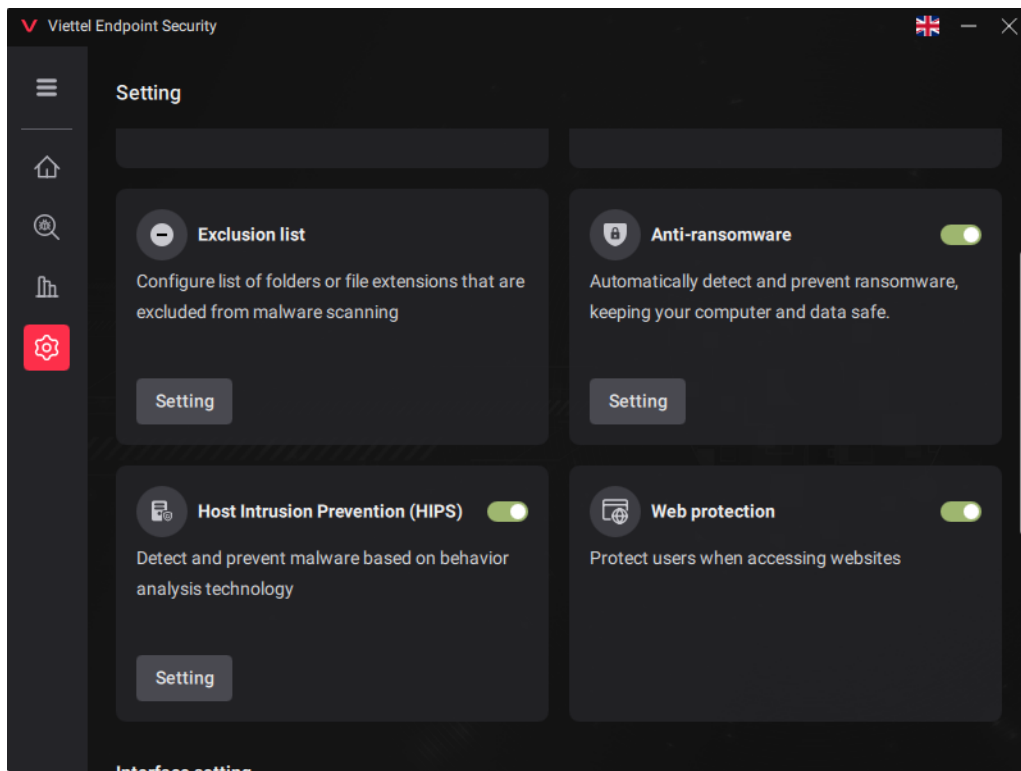 Viettel Endpoint Security
Setting
Exclusion list
Configure list of folders or file extensions that are
excluded from malware scanning
Setting
Anti-ransomware
Automatically detect and prevent ransomware,
keeping your computer and data safe.
Setting
Host Intrusion Prevention (HIPS)
Detect and prevent malware based on behavior
analysis technology
Setting
Web protection
Protect users when accessing websites
Interface setting